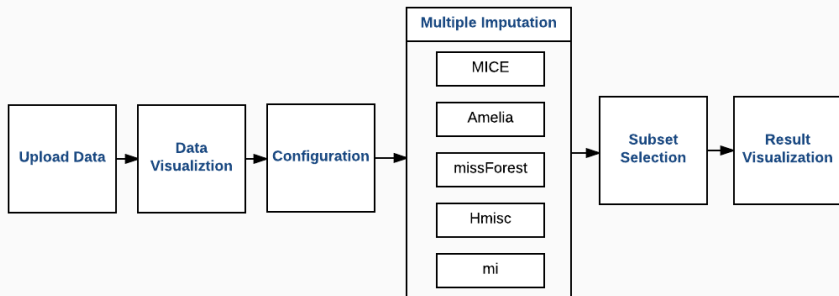 Upload Data
Data
Visualiztion
Configuration
Multiple Imputation
MICE
Amelia
missForest
Hmisc
mi
Subset
Selection
Result
Visualization